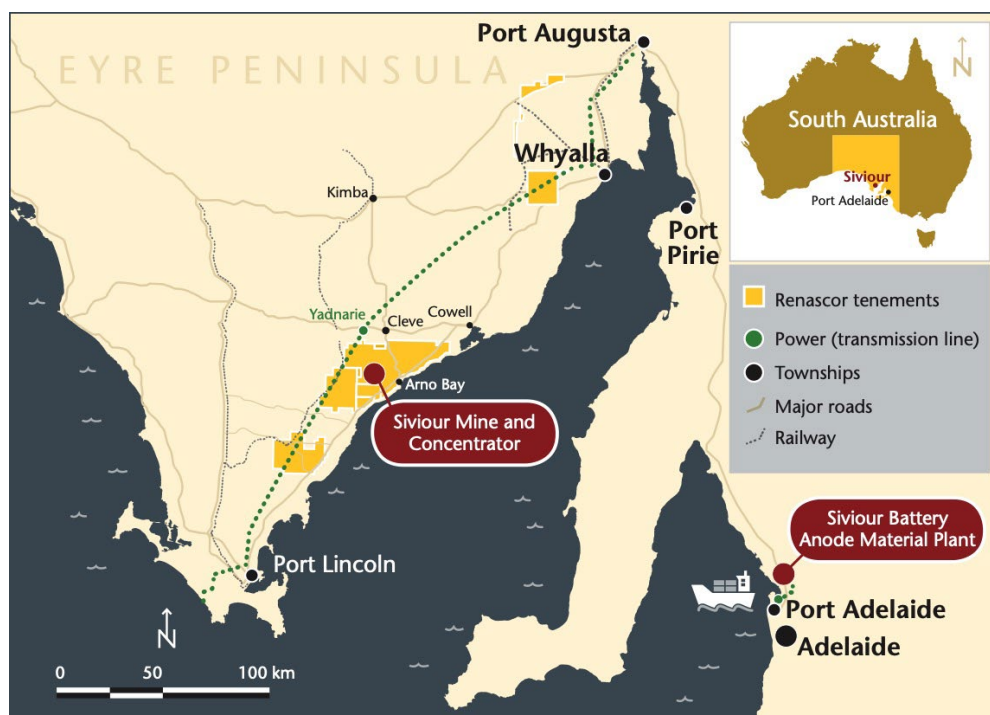 Port Augusta
EYRE PENINSULA
Whyalla
Kimba
Port
Pirie
Yadnarie
Cleve
Cowell
Arno Bay
Siviour Mine and
Concentrator
Port Lincoln
N
0 50 100 km
N
South Australia
Siviour
Port Adelaide
Renascor tenements
Power (transmission line)
Townships
Major roads
Railway
Siviour Battery
Anode Material Plant
Port Adelaide
Adelaide